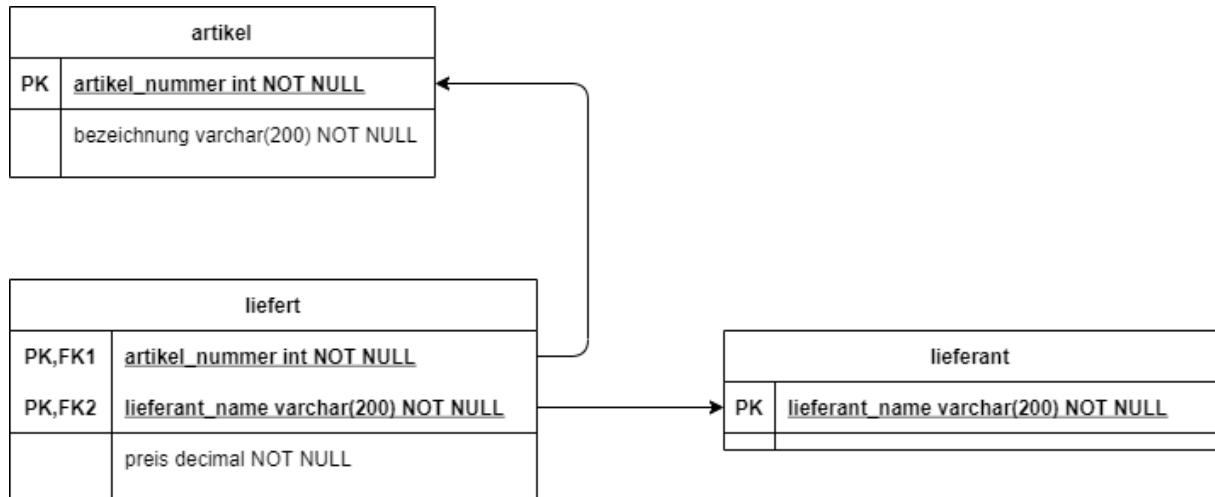 artikel
PK artikel_nummer int NOT NULL
bezeichnung varchar(200) NOT NULL
liefert
PK,FK1 artikel_nummer int NOT NULL
PK,FK2 lieferant_name varchar(200) NOT NULL
preis decimal NOT NULL
lieferant
PK lieferant_name varchar(200) NOT NULL